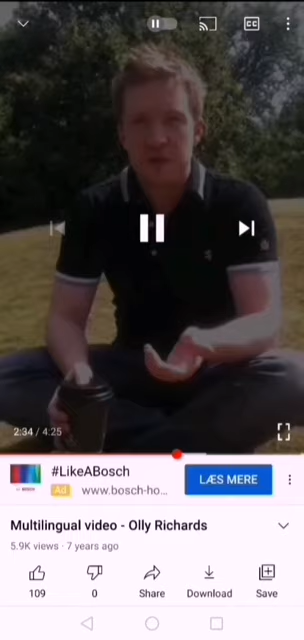 CC
2:34 / 4:25
#LikeABosch
Ad www.bosch-ho...
LÆS MERE
Multilingual video - Olly Richards
5.9K views · 7 years ago
109 0 Share Download Save